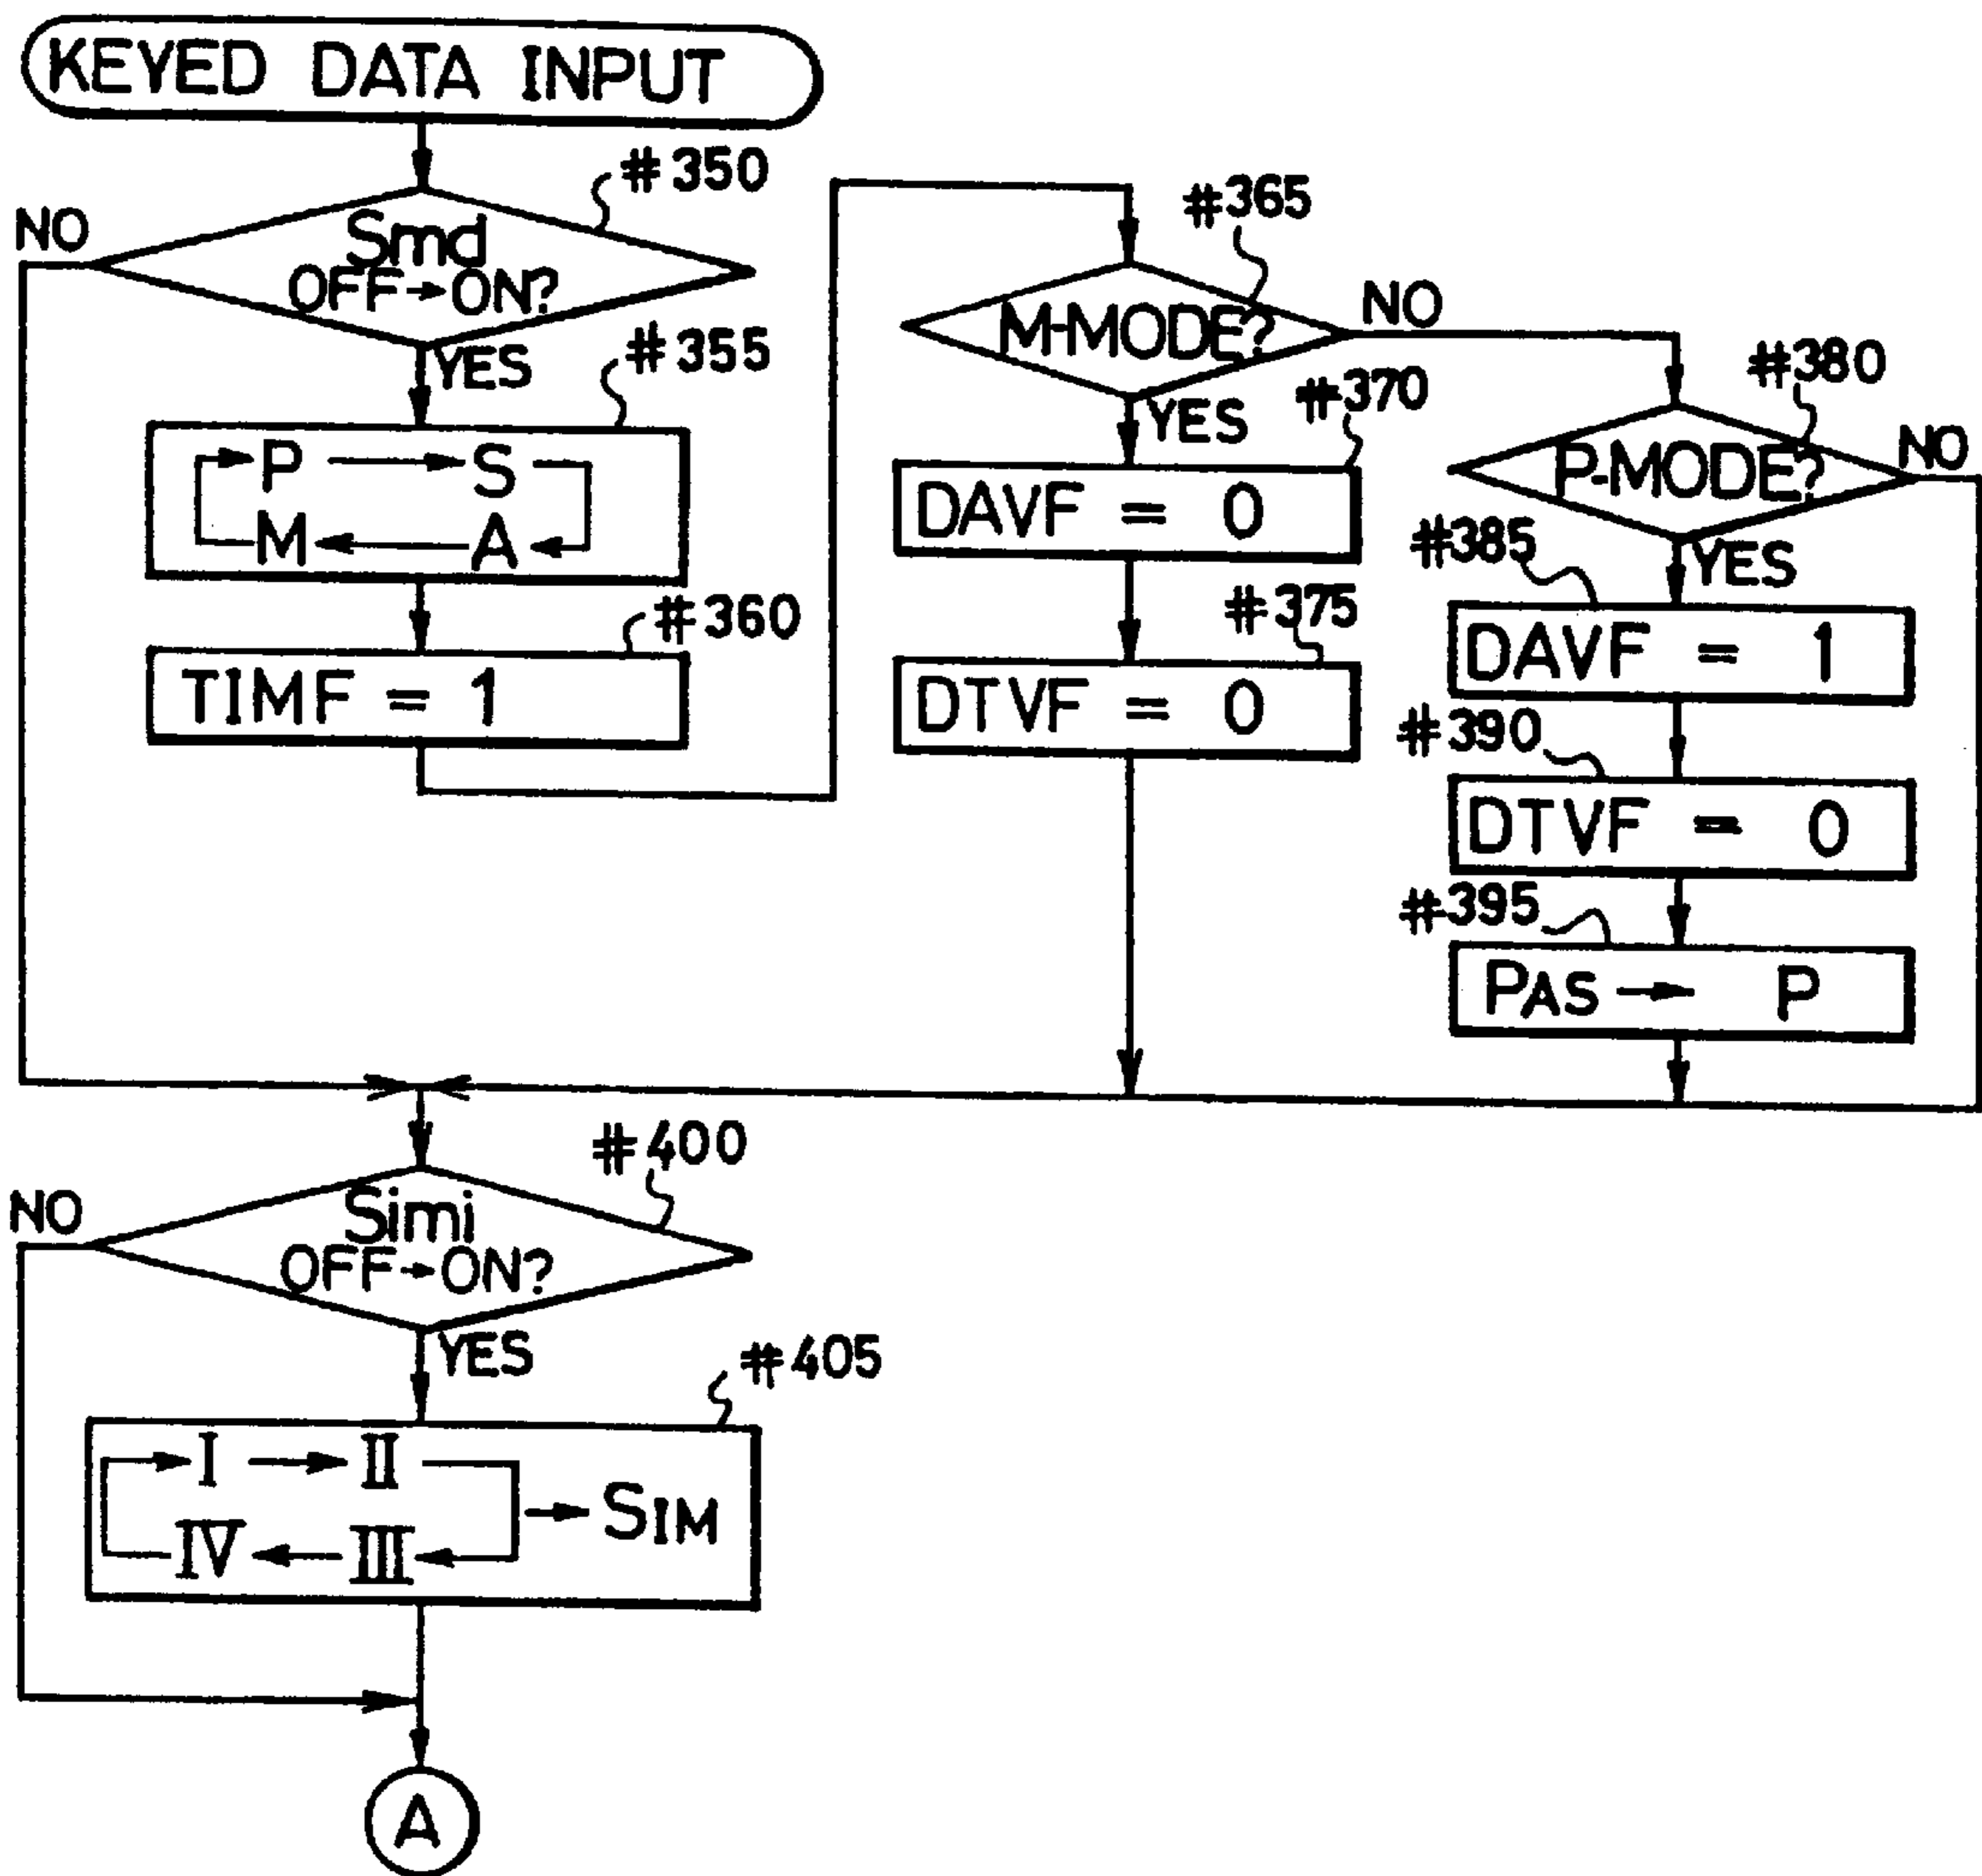 KEYED DATA INPUT
#350
NO
Smd
OFF→ON?
YES
#355
P → S
M ← A
#360
TIMF = 1
#365
M-MODE?
NO
YES
#370
DAVF = 0
#375
DTVF = 0
#380
P-MODE?
NO
YES
#385
DAVF = 1
#390
DTVF = 0
#395
PAS → P
#400
NO
Simi
OFF→ON?
YES
#405
I → II
→ SIM
IV ← III
A